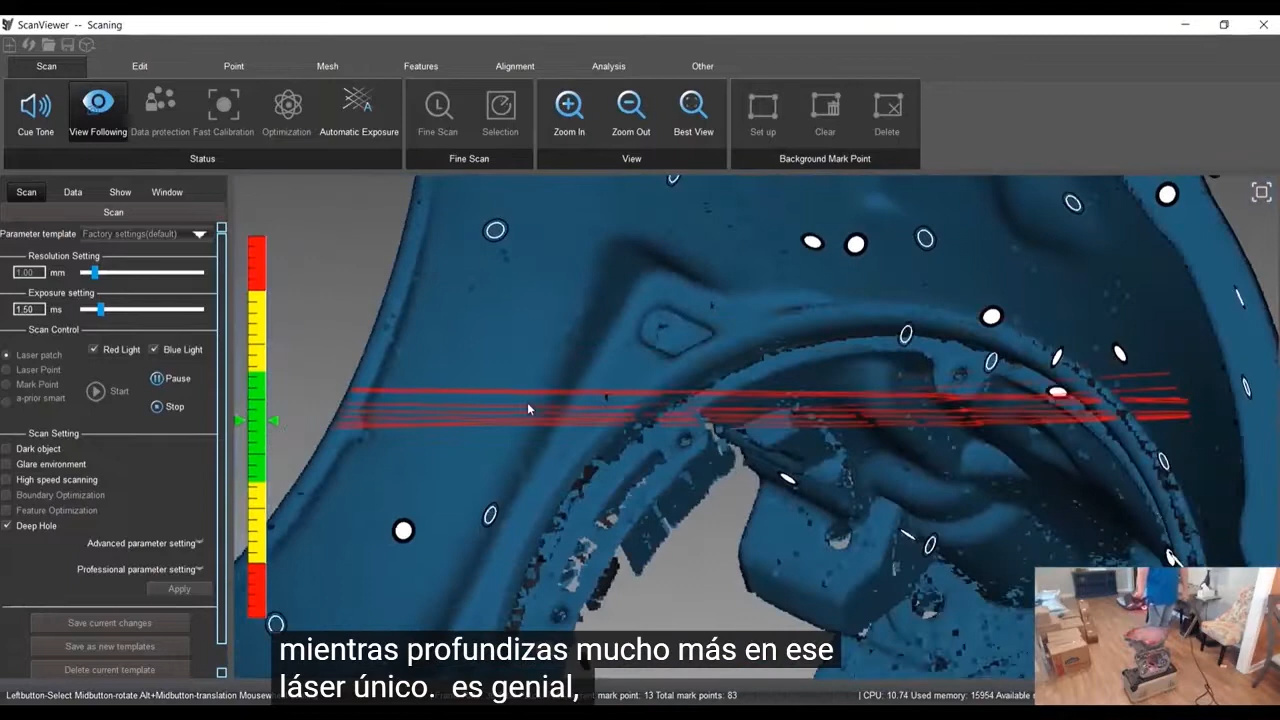 ScanViewer -- Scaning
Scan Edit Point Mesh Features Alignment Analysis Other
Cue Tone View Following Data protection Fast Calibration Optimization Automatic Exposure Fine Scan Selection Zoom In Zoom Out Best View Set up Clear Delete
Status Fine Scan View Background Mark Point
Scan Data Show Window
Scan
Parameter template Factory settings(default)
Resolution Setting
1.00 mm
Exposure setting
1.50 ms
Scan Control
Laser patch
Laser Point
Mark Point
a-prior smart
Red Light Blue Light
Start
Pause
Stop
Scan Setting
Dark object
Glare environment
High speed scanning
Boundary Optimization
Feature Optimization
Deep Hole
Advanced parameter setting
Professional parameter setting
Apply
Save current changes
Save as new templates
Delete current template
mientras profundizas mucho más en ese
láser único. es genial,
Leftbutton-Select Midbutton-rotate Alt+Midbutton-translation mark point: 13 Total mark points: 83 | CPU: 10.74 Used memory: 15954 Available